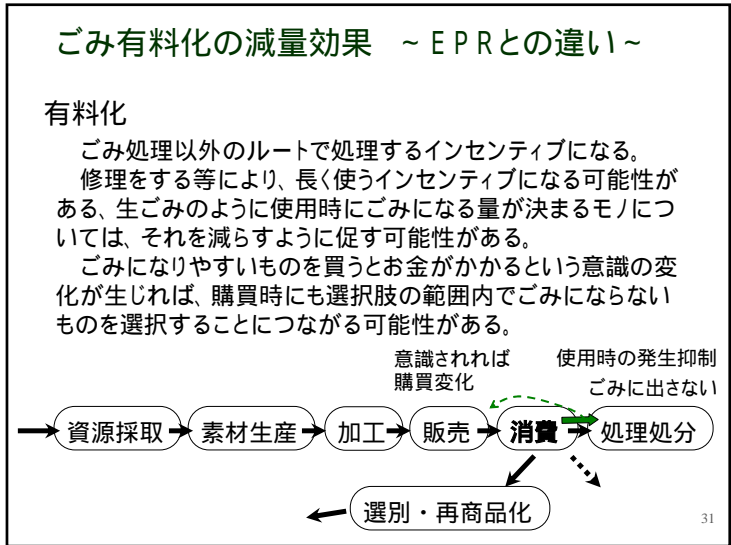 ごみ有料化の減量効果　~EPRとの違い~
有料化
ごみ処理以外のルートで処理するインセンティブになる。
修理をする等により、長く使うインセンティブになる可能性が
ある、生ごみのように使用時にごみになる量が決まるモノにつ
いては、それを減らすように促す可能性がある。
ごみになりやすいものを買うとお金がかかるという意識の変
化が生じれば、購買時にも選択肢の範囲内でごみにならない
ものを選択することにつながる可能性がある。
意識されれば
購買変化
使用時の発生抑制
ごみに出さない
資源採取
素材生産
加工
販売
消費
処理処分
選別・再商品化
31